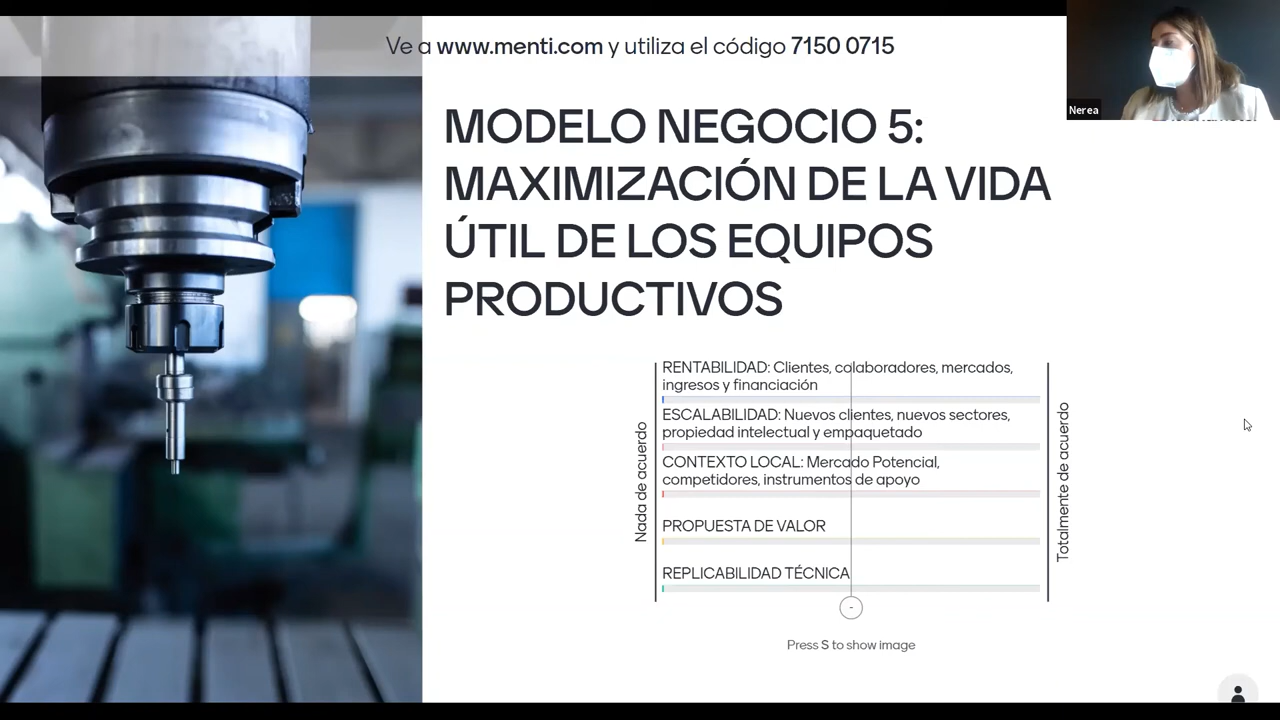 Ve a www.menti.com y utiliza el código 7150 0715
Nerea
MODELO NEGOCIO 5:
MAXIMIZACIÓN DE LA VIDA
ÚTIL DE LOS EQUIPOS
PRODUCTIVOS
Nada de acuerdo
RENTABILIDAD: Clientes, colaboradores, mercados,
ingresos y financiación
ESCALABILIDAD: Nuevos clientes, nuevos sectores,
propiedad intelectual y empaquetado
CONTEXTO LOCAL: Mercado Potencial,
competidores, instrumentos de apoyo
PROPUESTA DE VALOR
REPLICABILIDAD TÉCNICA
Totalmente de acuerdo
-
Press S to show image